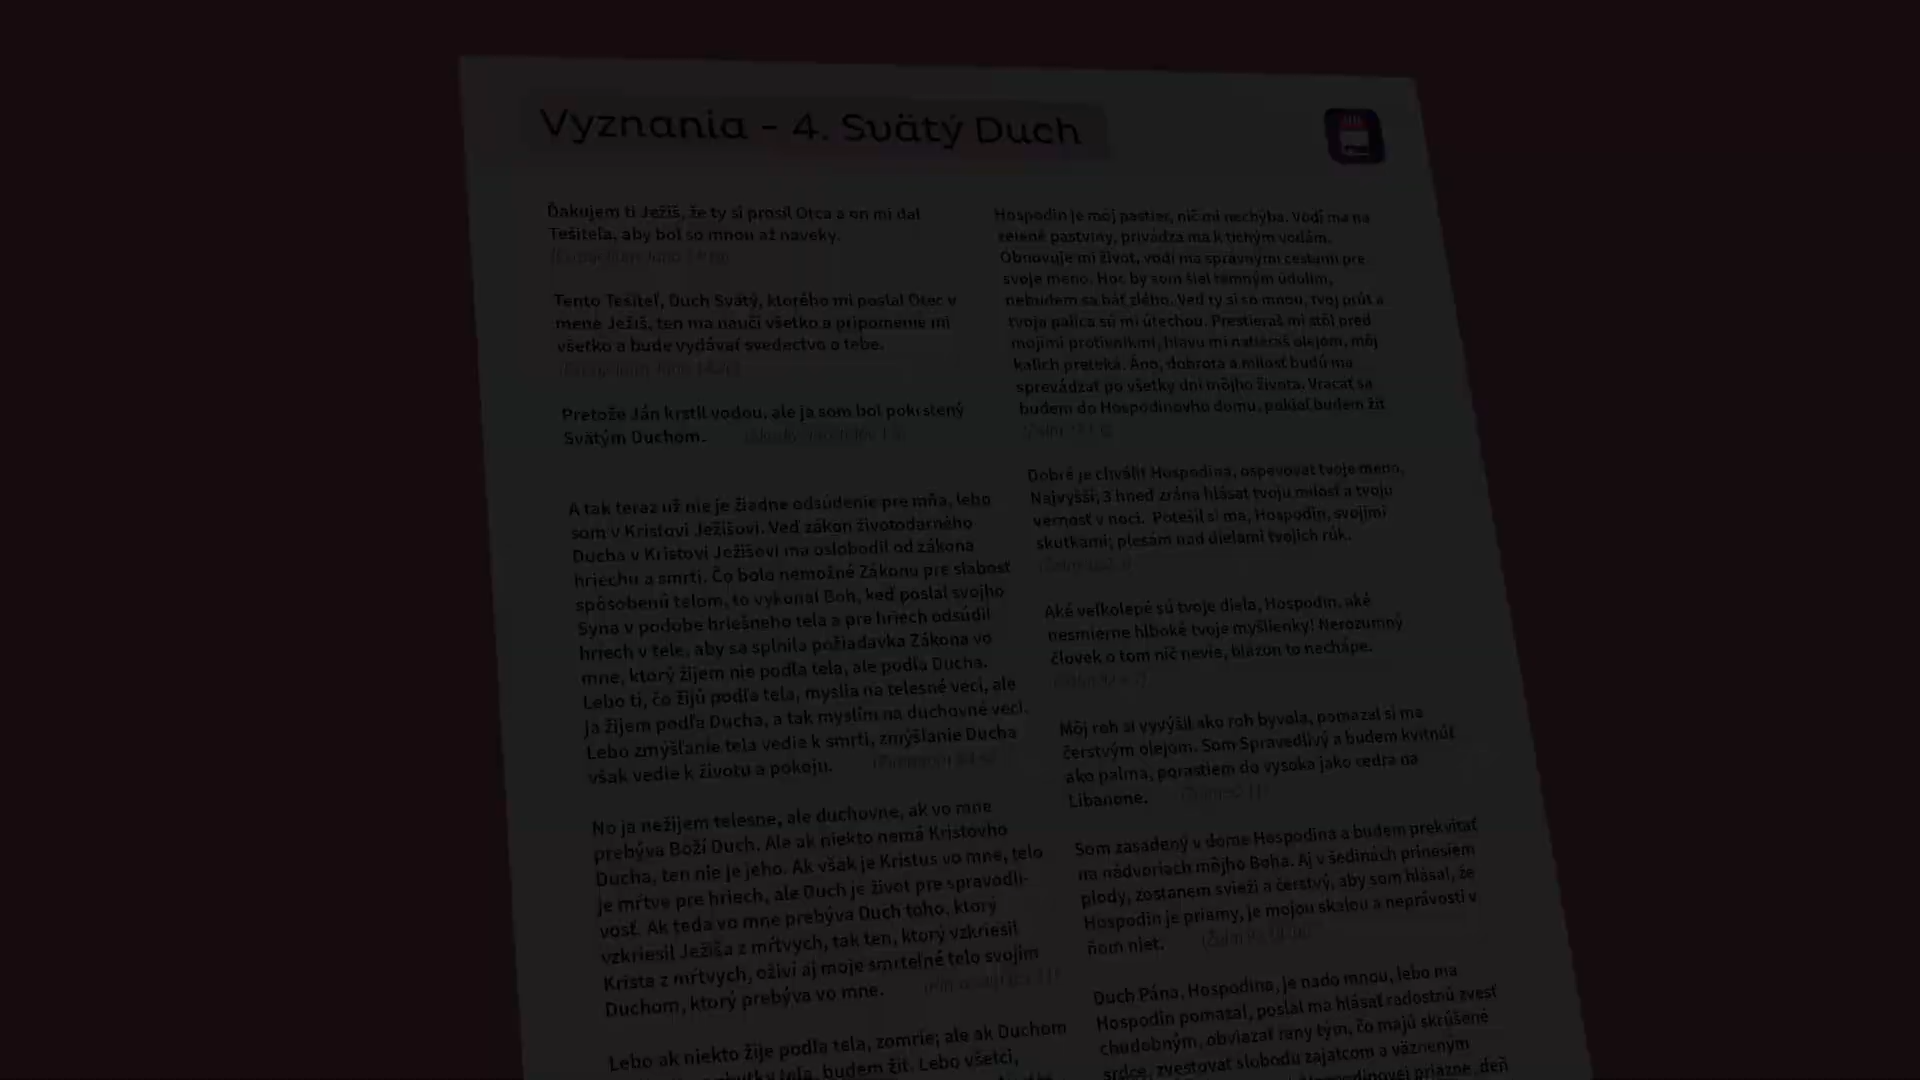 Vyznania - 4. Svätý Duch
Ďakujem ti Ježiš, že ty si prosil Otca a on mi dal
Tešiteľa, aby bol so mnou až naveky.
Tento Tešiteľ, Duch Svätý, ktorého mi poslal Otec v
mene Ježiš, ten ma naučí všetko a pripomenie mi
všetko a bude vydávať svedectvo o tebe.
Pretože Ján krstil vodou, ale ja som bol pokrstený
Svätým Duchom.
A tak teraz už nie je žiadne odsúdenie pre mňa, lebo
som v Kristovi Ježišovi. Veď zákon životodarného
Ducha v Kristovi Ježišovi ma oslobodil od zákona
hriechu a smrti. Čo bolo nemožné Zákonu pre slabosť
spôsobenú telom, to vykonal Boh, keď poslal svojho
Syna v podobe hriešneho tela a pre hriech odsúdil
hriech v tele, aby sa splnila požiadavka Zákona vo
mne, ktorý žijem nie podľa tela, ale podľa Ducha.
Lebo tí, čo žijú podľa tela, myslia na telesné veci, ale
ja žijem podľa Ducha, a tak myslím na duchovné veci.
Lebo zmýšľanie tela vedie k smrti, zmýšľanie Ducha
však vedie k životu a pokoju.
No ja nežijem telesne, ale duchovne, ak vo mne
prebýva Boží Duch. Ale ak niekto nemá Kristovho
Ducha, ten nie je jeho. Ak však je Kristus vo mne, telo
je mŕtve pre hriech, ale Duch je život pre spravodli-
vosť. Ak teda vo mne prebýva Duch toho, ktorý
vzkriesil Ježiša z mŕtvych, tak ten, ktorý vzkriesil
Krista z mŕtvych, oživí aj moje smrteľné telo svojím
Duchom, ktorý prebýva vo mne.
Lebo ak niekto žije podľa tela, zomrie; ale ak Duchom
tela, budem žiť. Lebo všetci,
Hospodin je môj pastier, nič mi nechýba. Vodí ma na
zelené pastviny, privádza ma k tichým vodám.
Obnovuje mi život, vodí ma správnymi cestami pre
svoje meno. Hoc by som šiel temným údolím,
nebudem sa báť zlého. Veď ty si so mnou, tvoj prút a
tvoja palica sú mi útechou. Prestieraš mi stôl pred
mojimi protivníkmi, hlavu mi natieraš olejom, môj
kalich preteká. Áno, dobrota a milosť budú ma
sprevádzať po všetky dni môjho života. Vracať sa
budem do Hospodinovho domu, pokiaľ budem žiť
Dobré je chváliť Hospodina, ospevovať tvoje meno,
Najvyšší, 3 hneď zrána hlásať tvoju milosť a tvoju
vernosť v noci. Potešil si ma, Hospodin, svojimi
skutkami; plesám nad dielami tvojich rúk.
Aké veľkolepé sú tvoje diela, Hospodin, aké
nesmierne hlboké tvoje myšlienky! Nerozumný
človek o tom nič nevie, blázon to nechápe.
Môj roh si vyvýšil ako roh byvola, pomazal si ma
čerstvým olejom. Som Spravedlivý a budem kvitnúť
ako palma, porastiem do vysoka jako cedra na
Libanone.
Som zasadený v dome Hospodina a budem prekvitať
na nádvoriach môjho Boha. Aj v šedinách prinesiem
plody, zostanem svieži a čerstvý, aby som hlásal, že
Hospodin je priamy, je mojou skalou a neprávosti v
ňom niet.
Duch Pána, Hospodina, je nado mnou, lebo ma
Hospodin pomazal, poslal ma hlásať radostnú zvesť
chudobným, obviazať rany tým, čo majú skrúšené
srdce, zvestovať slobodu zajatcom a väzneným
priazne, deň